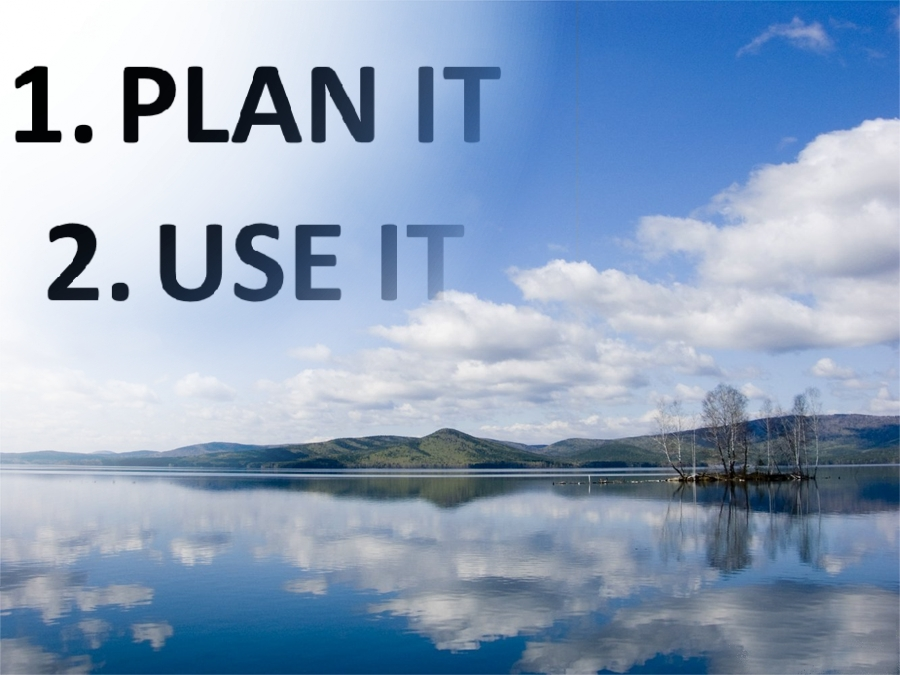 1. PLAN IT
2. USE IT